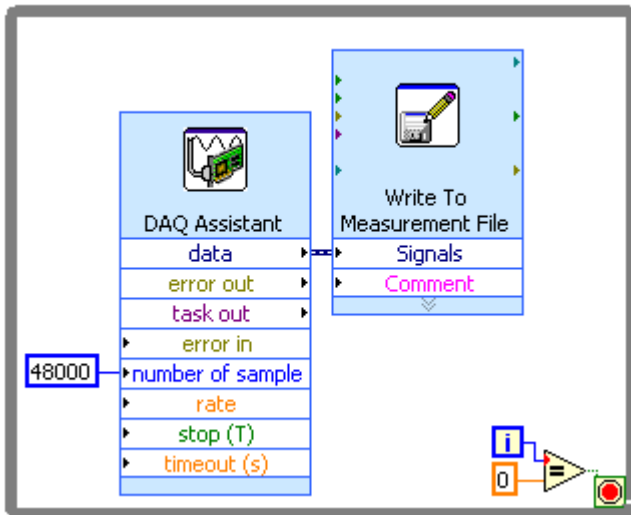 Write To
Measurement File
Signals
Comment
DAQ Assistant
data
error out
task out
error in
48000
number of sample
rate
stop (T)
timeout (s)
i
0
=